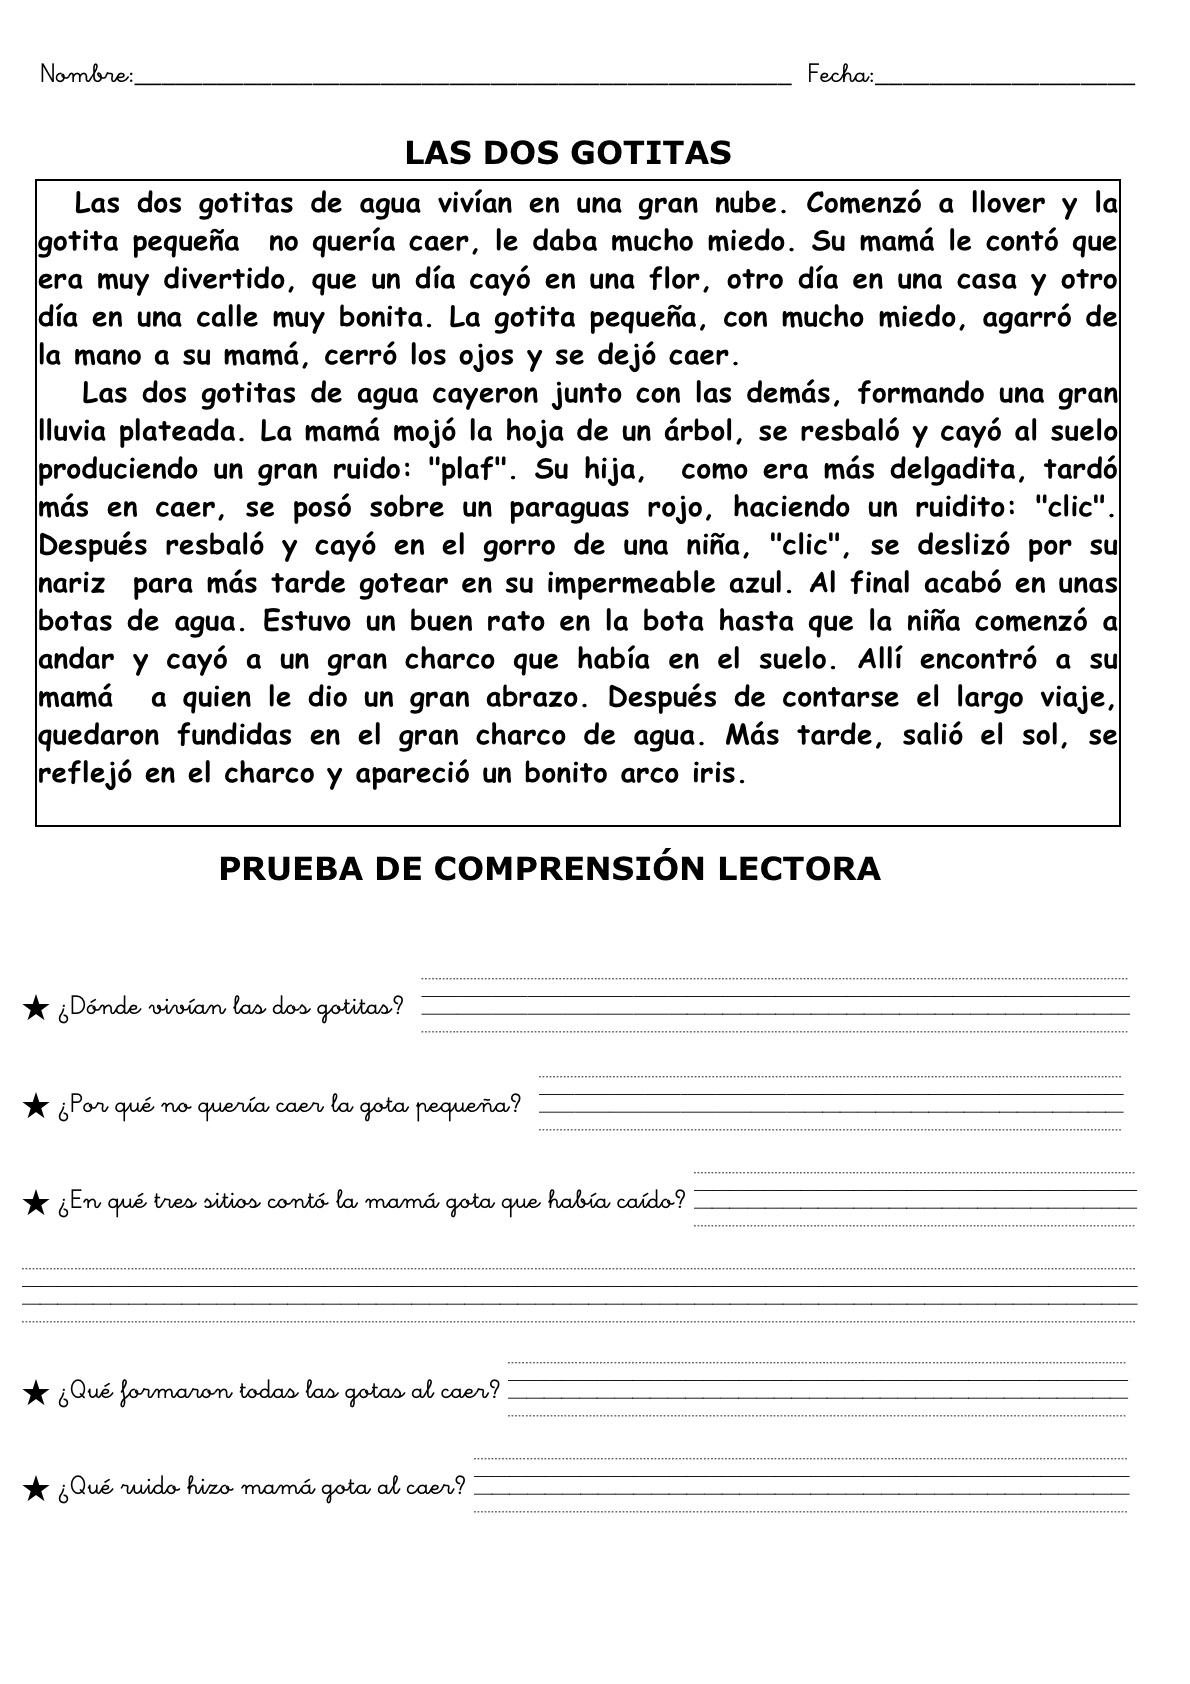 Nombre:________________________________________________ Fecha:___________________
LAS DOS GOTITAS
Las dos gotitas de agua vivían en una gran nube. Comenzó a llover y la
gotita pequeña no quería caer, le daba mucho miedo. Su mamá le contó que
era muy divertido, que un día cayó en una flor, otro día en una casa y otro
día en una calle muy bonita. La gotita pequeña, con mucho miedo, agarró de
la mano a su mamá, cerró los ojos y se dejó caer.
Las dos gotitas de agua cayeron junto con las demás, formando una gran
lluvia plateada. La mamá mojó la hoja de un árbol, se resbaló y cayó al suelo
produciendo un gran ruido: "plaf". Su hija, como era más delgadita, tardó
más en caer, se posó sobre un paraguas rojo, haciendo un ruidito: "clic".
Después resbaló y cayó en el gorro de una niña, "clic", se deslizó por su
nariz para más tarde gotear en su impermeable azul. Al final acabó en unas
botas de agua. Estuvo un buen rato en la bota hasta que la niña comenzó a
andar y cayó a un gran charco que había en el suelo. Allí encontró a su
mamá a quien le dio un gran abrazo. Después de contarse el largo viaje,
quedaron fundidas en el gran charco de agua. Más tarde, salió el sol, se
reflejó en el charco y apareció un bonito arco iris.
PRUEBA DE COMPRENSIÓN LECTORA
★ ¿Dónde vivían las dos gotitas?
★ ¿Por qué no quería caer la gota pequeña?
★ ¿En qué tres sitios contó la mamá gota que había caído?
★ ¿Qué formaron todas las gotas al caer?
★ ¿Qué ruido hizo mamá gota al caer?